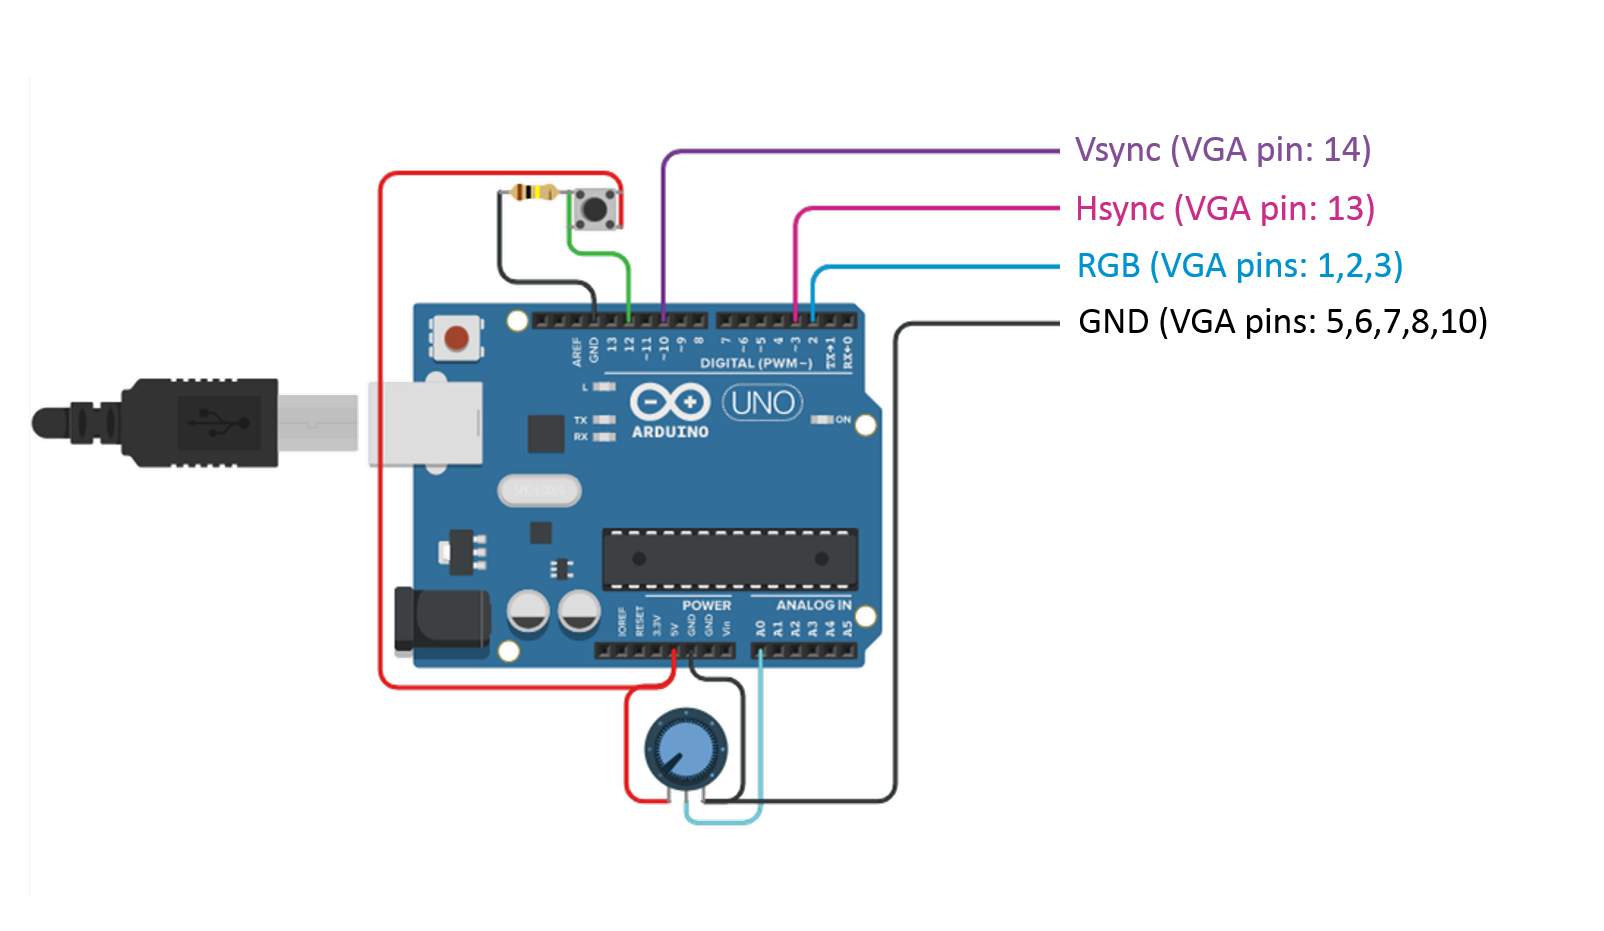 Vsync (VGA pin: 14)
Hsync (VGA pin: 13)
RGB (VGA pins: 1,2,3)
GND (VGA pins: 5,6,7,8,10)
AREF
GND
13
12
~11
~10
~9
8
7
~6
~5
~4
~3
2
TX→1
RX←0
DIGITAL (PWM~)
L
TX
RX
ARDUINO
UNO
ON
POWER
ANALOG IN
IOREF
RESET
3.3V
5V
GND
GND
Vin
A0
A1
A2
A3
A4
A5